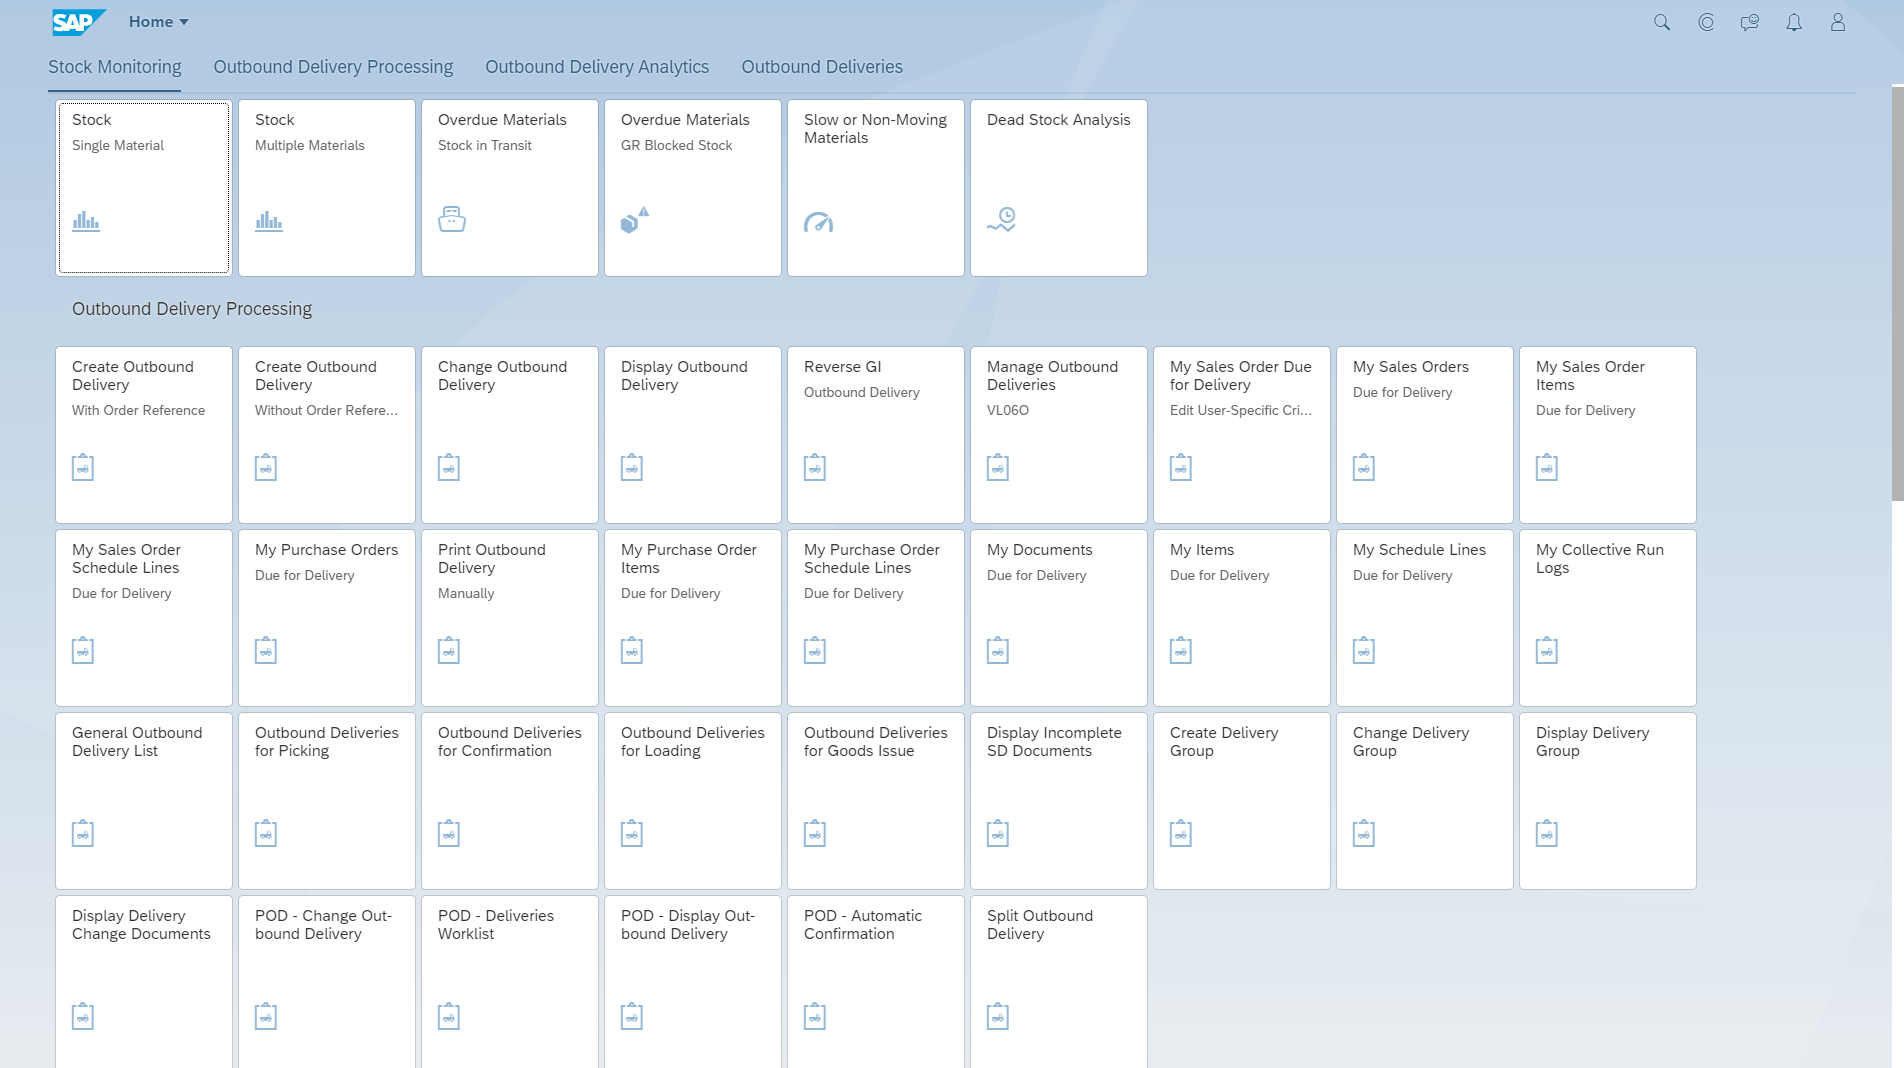 SAP Home
Stock Monitoring Outbound Delivery Processing Outbound Delivery Analytics Outbound Deliveries
Stock
Single Material
Stock
Multiple Materials
Overdue Materials
Stock in Transit
Overdue Materials
GR Blocked Stock
Slow or Non-Moving
Materials
Dead Stock Analysis
Outbound Delivery Processing
Create Outbound
Delivery
With Order Reference
Create Outbound
Delivery
Without Order Refere...
Change Outbound
Delivery
Display Outbound
Delivery
Reverse GI
Outbound Delivery
Manage Outbound
Deliveries
VL06O
My Sales Order Due
for Delivery
Edit User-Specific Cri...
My Sales Orders
Due for Delivery
My Sales Order
Items
Due for Delivery
My Sales Order
Schedule Lines
Due for Delivery
My Purchase Orders
Due for Delivery
Print Outbound
Delivery
Manually
My Purchase Order
Items
Due for Delivery
My Purchase Order
Schedule Lines
Due for Delivery
My Documents
Due for Delivery
My Items
Due for Delivery
My Schedule Lines
Due for Delivery
My Collective Run
Logs
General Outbound
Delivery List
Outbound Deliveries
for Picking
Outbound Deliveries
for Confirmation
Outbound Deliveries
for Loading
Outbound Deliveries
for Goods Issue
Display Incomplete
SD Documents
Create Delivery
Group
Change Delivery
Group
Display Delivery
Group
Display Delivery
Change Documents
POD - Change Out-
bound Delivery
POD - Deliveries
Worklist
POD - Display Out-
bound Delivery
POD - Automatic
Confirmation
Split Outbound
Delivery